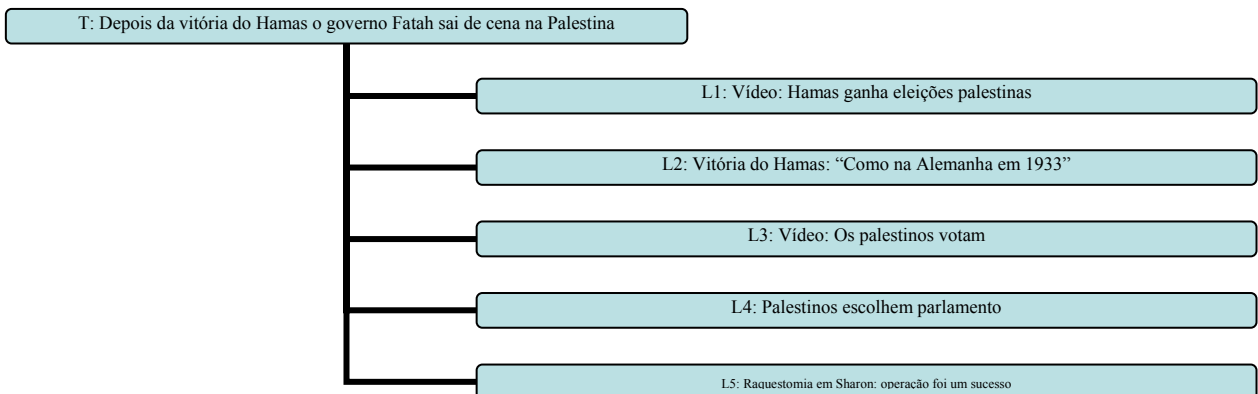 T: Depois da vitória do Hamas o governo Fatah sai de cena na Palestina
L1: Vídeo: Hamas ganha eleições palestinas
L2: Vitória do Hamas: “Como na Alemanha em 1933”
L3: Vídeo: Os palestinos votam
L4: Palestinos escolhem parlamento
L5: Raquestomia em Sharon: operação foi um sucesso